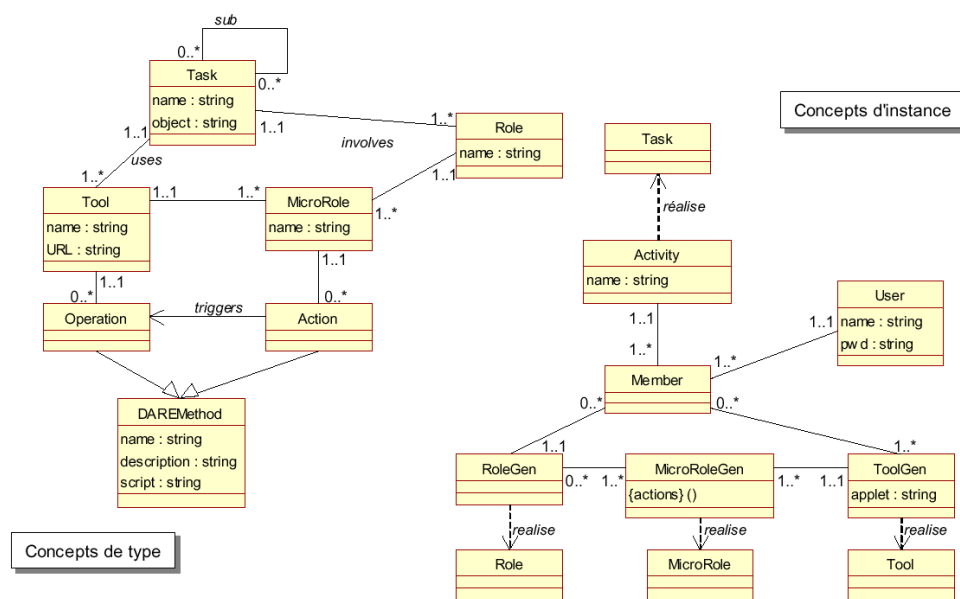 sub
0..*
0..*
Task
name : string
object : string
1..1
1..1
1..*
uses
involves
Role
name : string
1..1
Concepts d'instance
Task
réalise
1..*
Tool
name : string
URL : string
1..1
1..*
MicroRole
name : string
1..*
1..1
1..1
0..*
0..*
Operation
triggers
Action
DAREMethod
name : string
description : string
script : string
Concepts de type
Activity
name : string
1..1
1..*
User
name : string
pwd : string
1..1
1..*
Member
0..*
0..*
1..1
1..*
RoleGen
0..*
1..*
MicroRoleGen
{actions} ()
1..*
1..1
ToolGen
applet : string
realise
realise
realise
Role
MicroRole
Tool